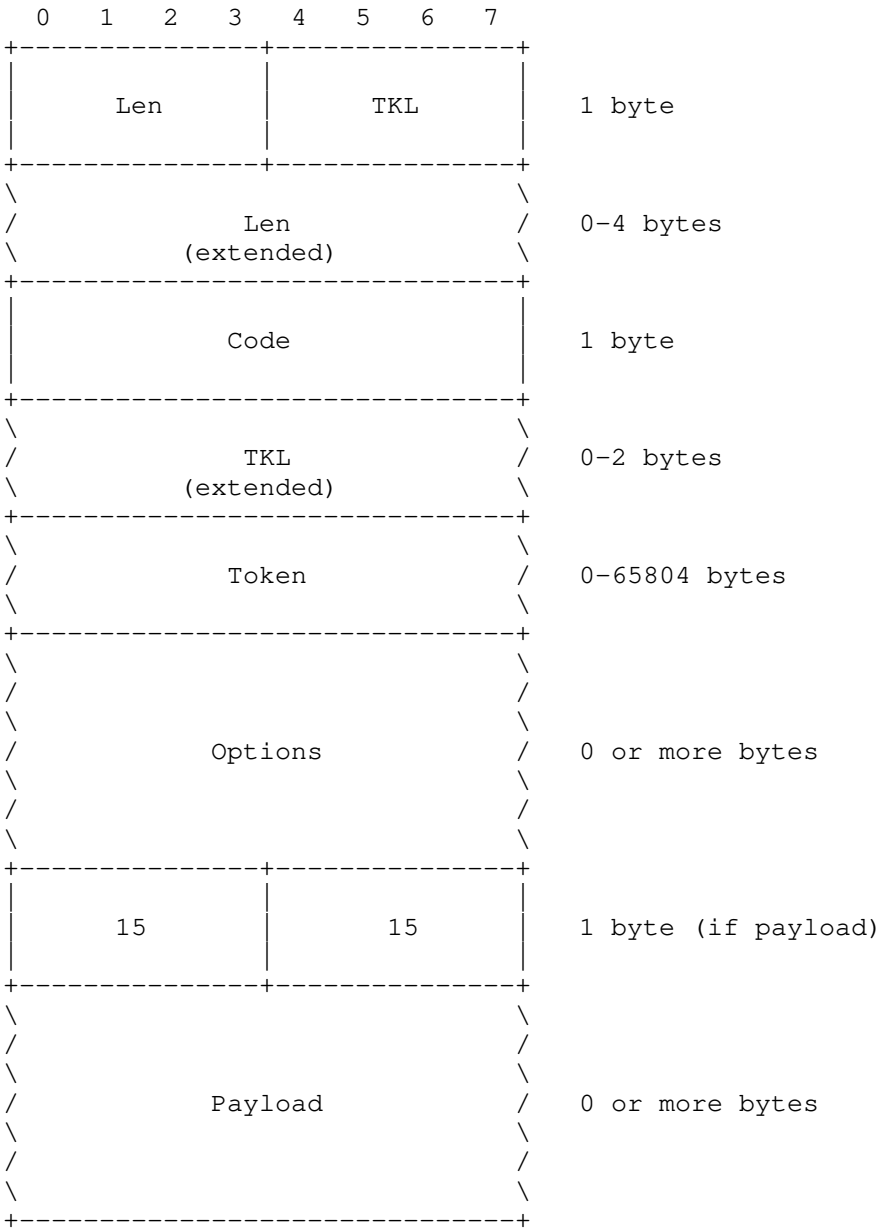 0 1 2 3 4 5 6 7
Len TKL 1 byte
Len 0-4 bytes
(extended)
Code 1 byte
TKL 0-2 bytes
(extended)
Token 0-65804 bytes
Options 0 or more bytes
15 15 1 byte (if payload)
Payload 0 or more bytes